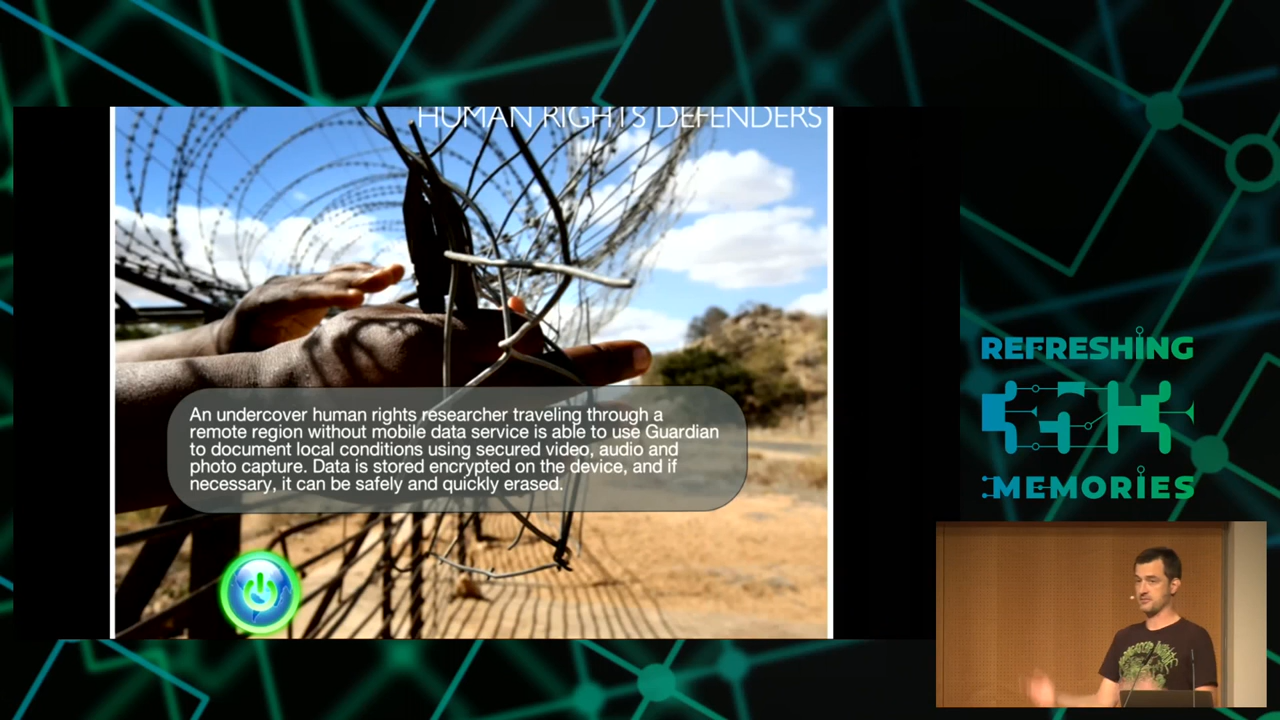 HUMAN RIGHTS DEFENDERS
An undercover human rights researcher traveling through a
remote region without mobile data service is able to use Guardian
to document local conditions using secured video, audio and
photo capture. Data is stored encrypted on the device, and if
necessary, it can be safely and quickly erased.
REFRESHING
MEMORIES